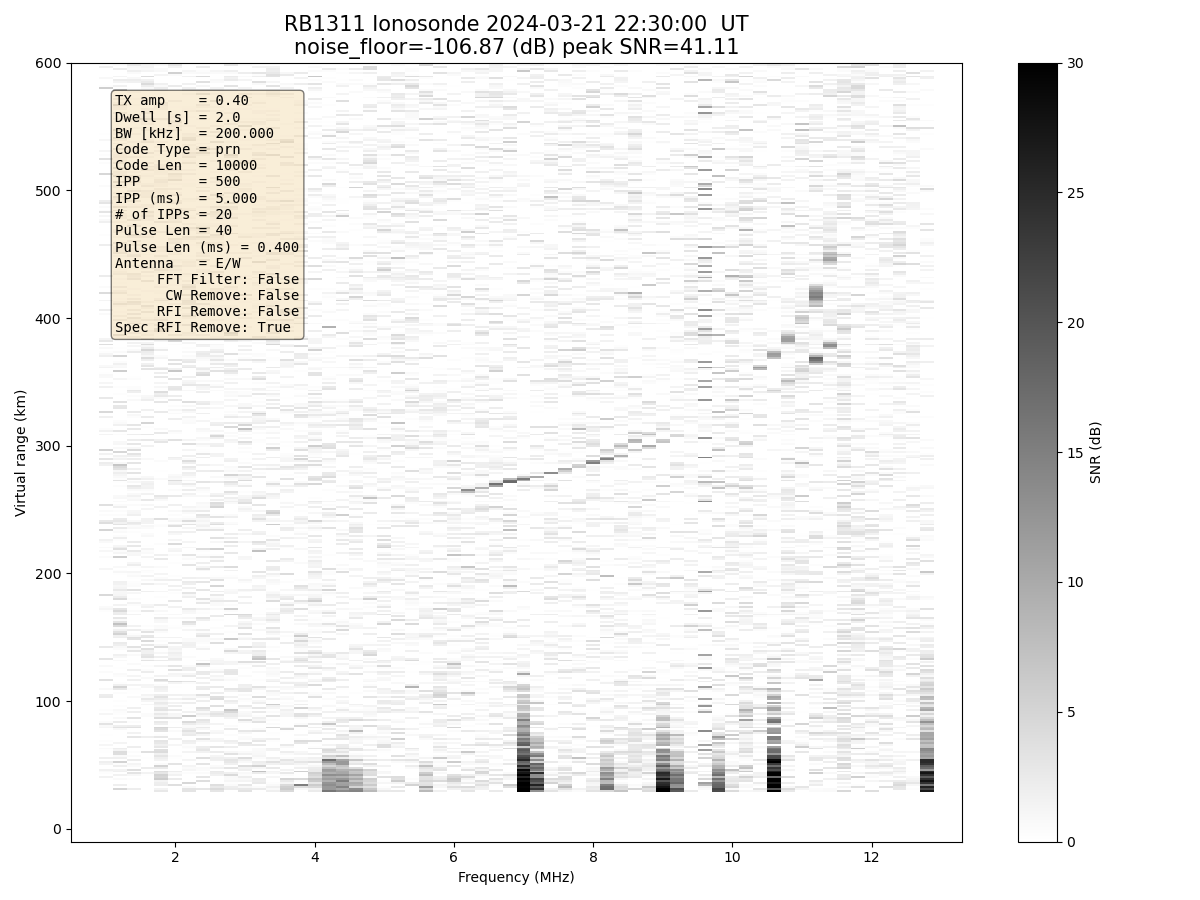 RB1311 Ionosonde 2024-03-21 22:30:00  UT
noise_floor=-106.87 (dB) peak SNR=41.11
TX amp    = 0.40
Dwell [s] = 2.0
BW [kHz]  = 200.000
Code Type = prn
Code Len  = 10000
IPP       = 500
IPP (ms)  = 5.000
# of IPPs = 20
Pulse Len = 40
Pulse Len (ms) = 0.400
Antenna   = E/W
FFT Filter: False
CW Remove: False
RFI Remove: False
Spec RFI Remove: True
600
500
400
300
200
100
0
Virtual range (km)
2
4
6
8
10
12
Frequency (MHz)
30
25
20
15
10
5
0
SNR (dB)